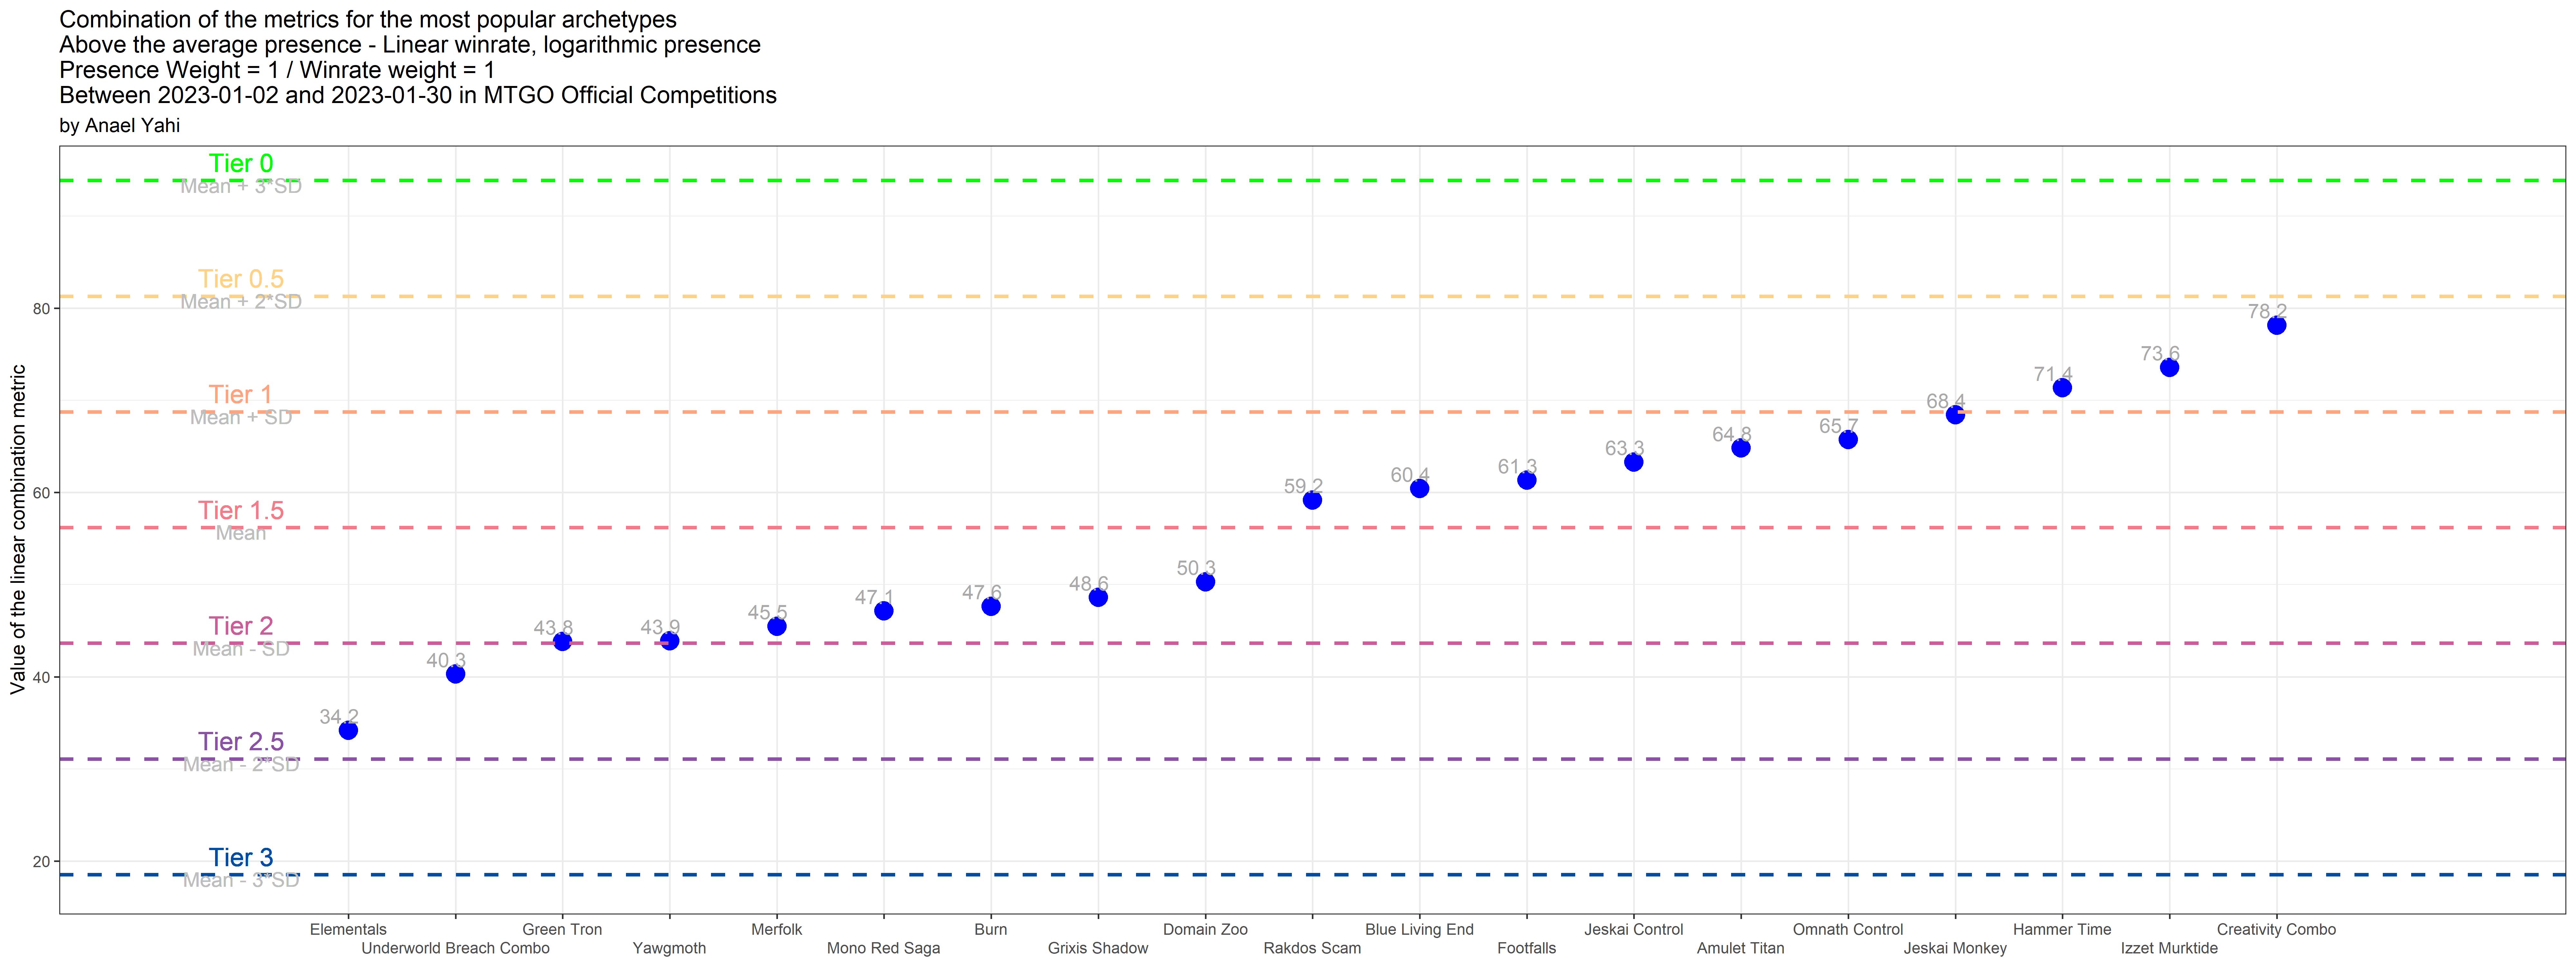 Combination of the metrics for the most popular archetypes
Above the average presence - Linear winrate, logarithmic presence
Presence Weight = 1 / Winrate weight = 1
Between 2023-01-02 and 2023-01-30 in MTGO Official Competitions
by Anael Yahi
Value of the linear combination metric
80
60
40
20
Tier 0
Mean + 3*SD
Tier 0.5
Mean + 2*SD
Tier 1
Mean + SD
Tier 1.5
Mean
Tier 2
Mean - SD
Tier 2.5
Mean - 2*SD
Tier 3
Mean - 3*SD
34.2
40.3
43.8
43.9
45.5
47.1
47.6
48.6
50.3
59.2
60.4
61.3
63.3
64.8
65.7
68.4
71.4
73.6
78.2
Elementals
Underworld Breach Combo
Green Tron
Yawgmoth
Merfolk
Mono Red Saga
Burn
Grixis Shadow
Domain Zoo
Rakdos Scam
Blue Living End
Footfalls
Jeskai Control
Amulet Titan
Omnath Control
Jeskai Monkey
Hammer Time
Izzet Murktide
Creativity Combo